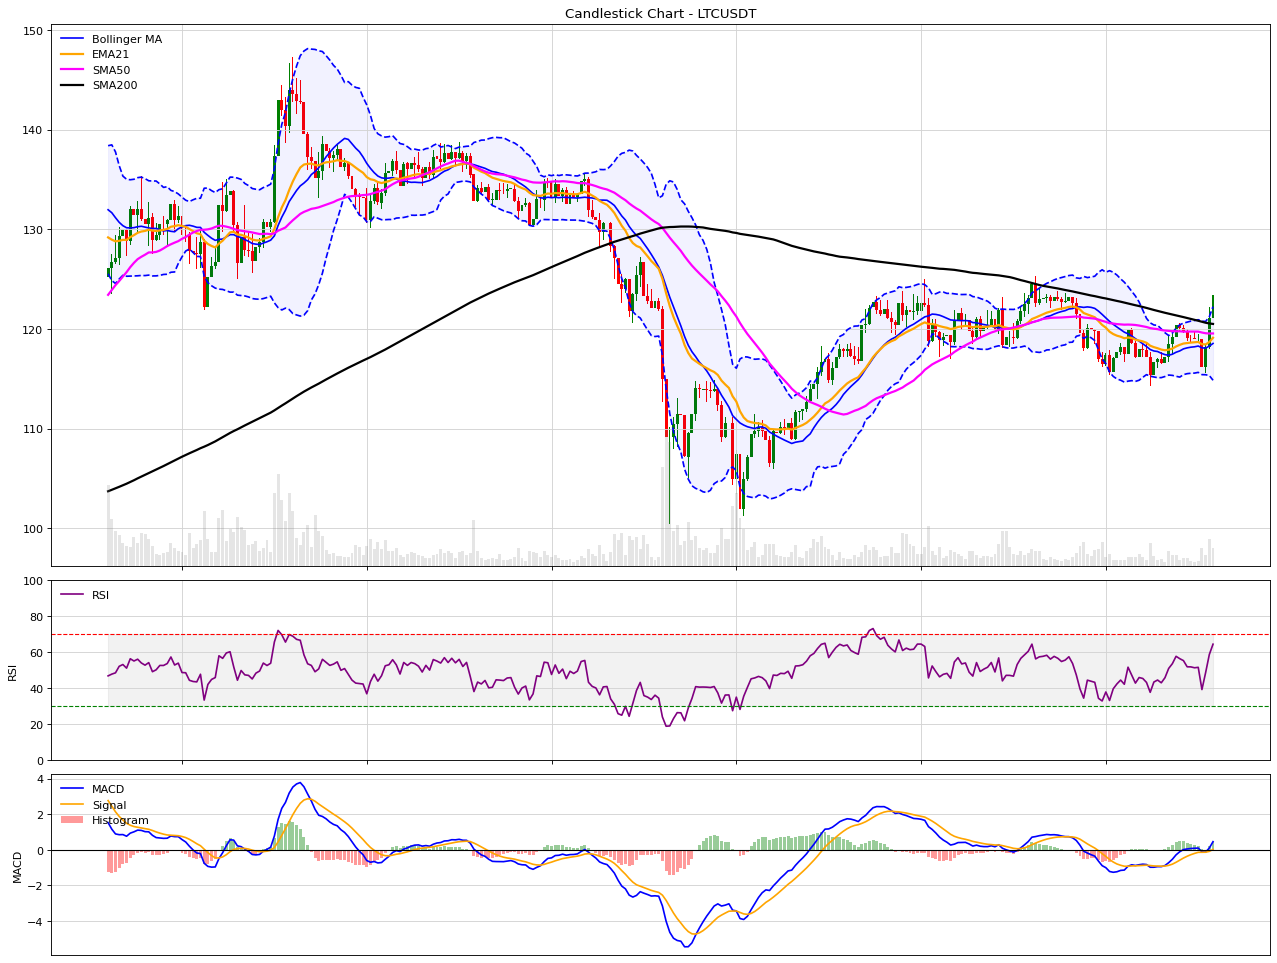 Candlestick Chart - LTCUSDT
150
140
130
120
110
100
Bollinger MA
EMA21
SMA50
SMA200
100
80
60
40
20
0
RSI
RSI
4
2
0
−2
−4
MACD
MACD
Signal
Histogram